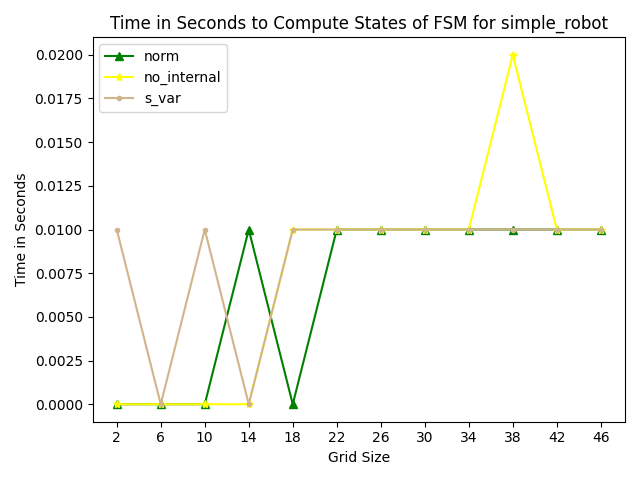 Time in Seconds to Compute States of FSM for simple_robot
norm
no_internal
s_var
0.0200
0.0175
0.0150
0.0125
0.0100
0.0075
0.0050
0.0025
0.0000
Time in Seconds
2 6 10 14 18 22 26 30 34 38 42 46
Grid Size